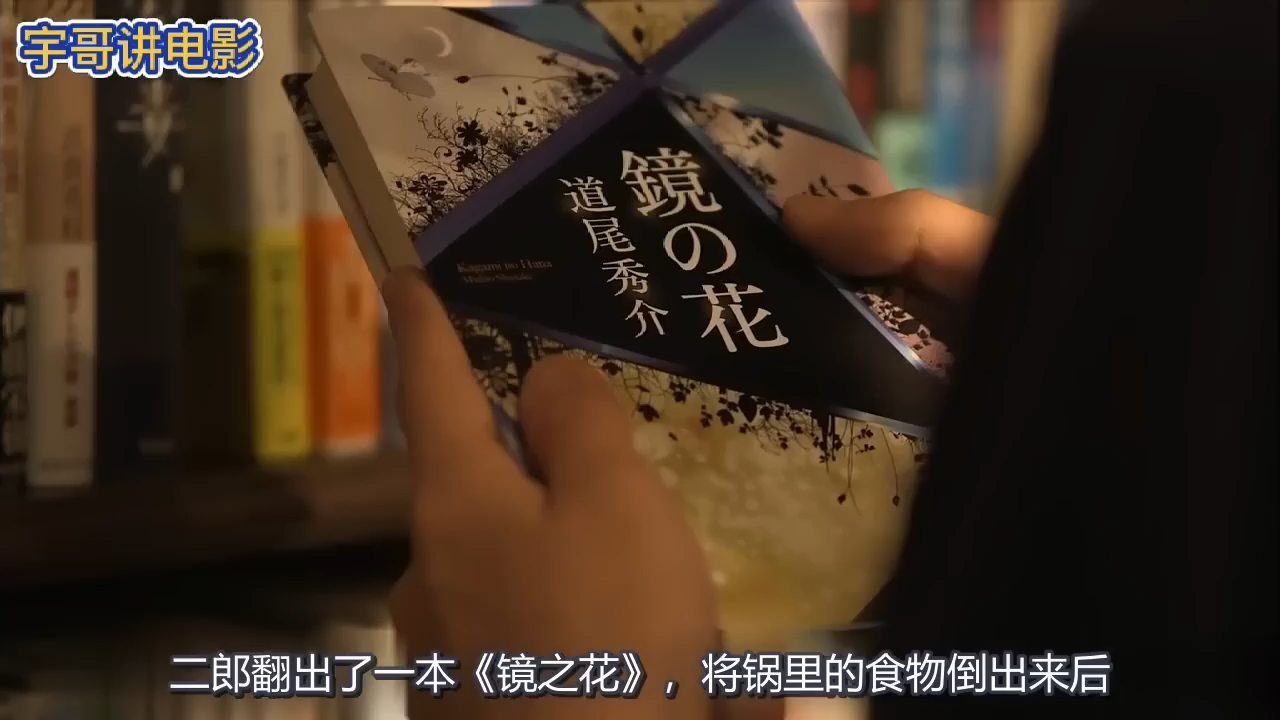 宇哥讲电影
鏡の花
道尾秀介
Kagami no Hana
Michio Shusuke
二郎翻出了一本《镜之花》，将锅里的食物倒出来后